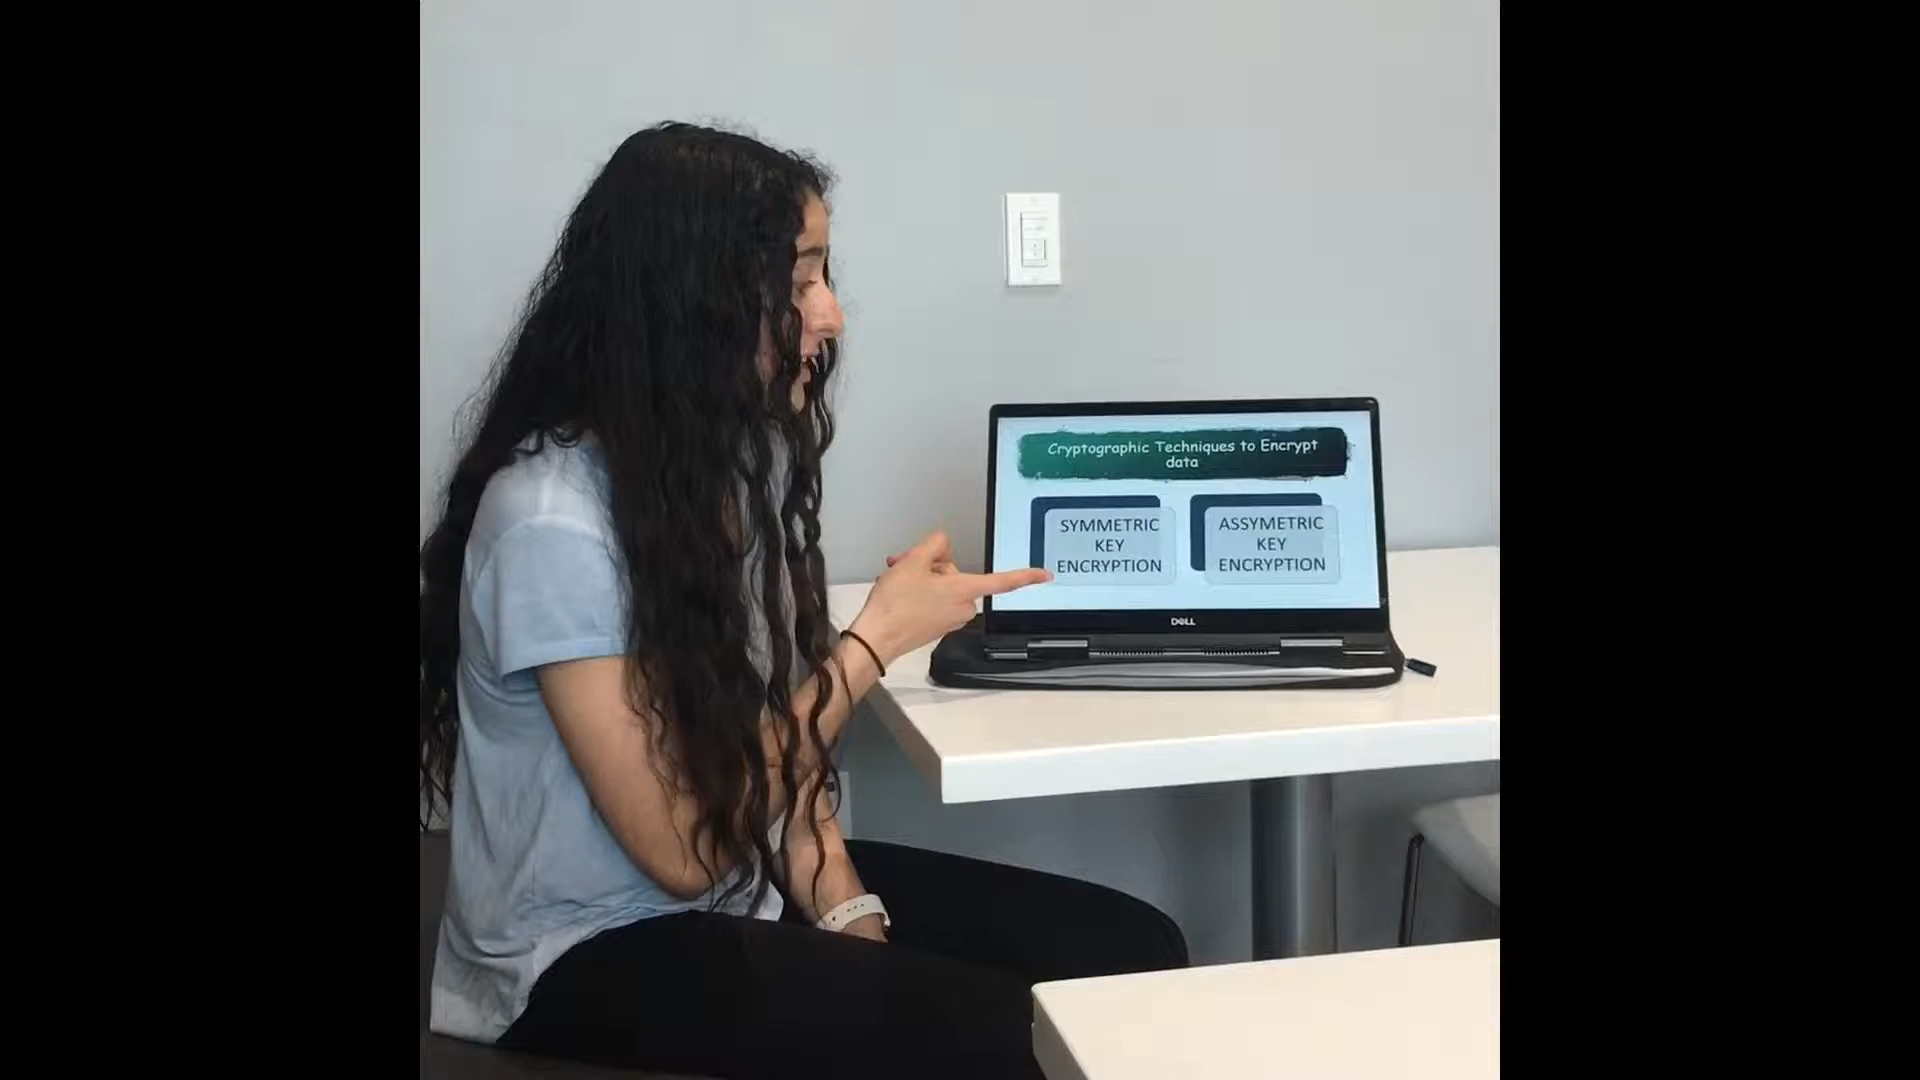 Cryptographic Techniques to Encrypt
data
SYMMETRIC
KEY
ENCRYPTION
ASSYMETRIC
KEY
ENCRYPTION
DELL